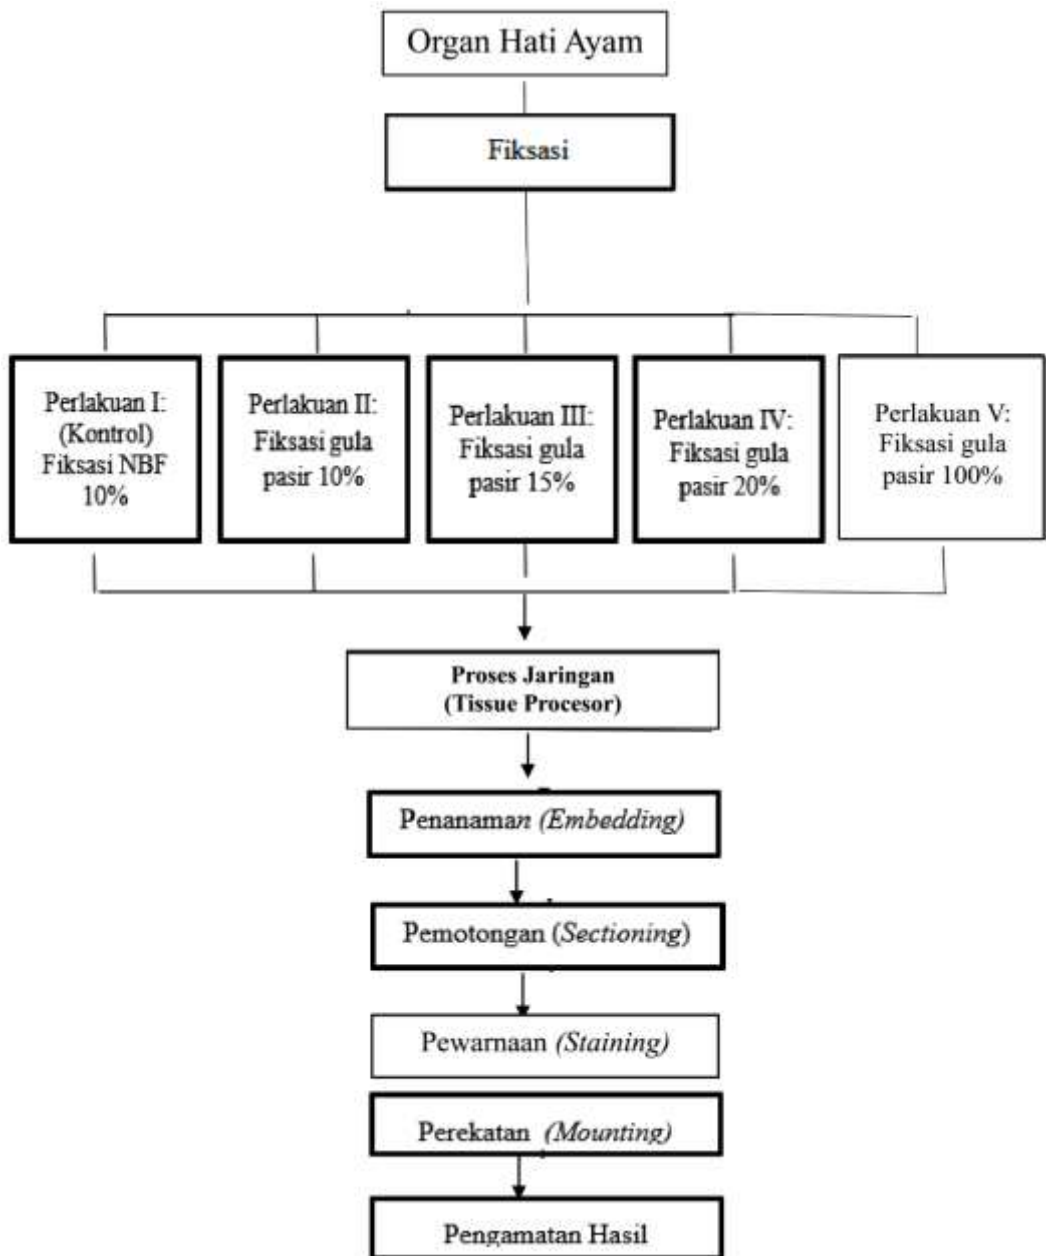 Organ Hati Ayam
Fiksasi
Perlakuan I:
(Kontrol)
Fiksasi NBF
10%
Perlakuan II:
Fiksasi gula
pasir 10%
Perlakuan III:
Fiksasi gula
pasir 15%
Perlakuan IV:
Fiksasi gula
pasir 20%
Perlakuan V:
Fiksasi gula
pasir 100%
Proses Jaringan
(Tissue Procesor)
Penanaman (Embedding)
Pemotongan (Sectioning)
Pewarnaan (Staining)
Perekatan (Mounting)
Pengamatan Hasil